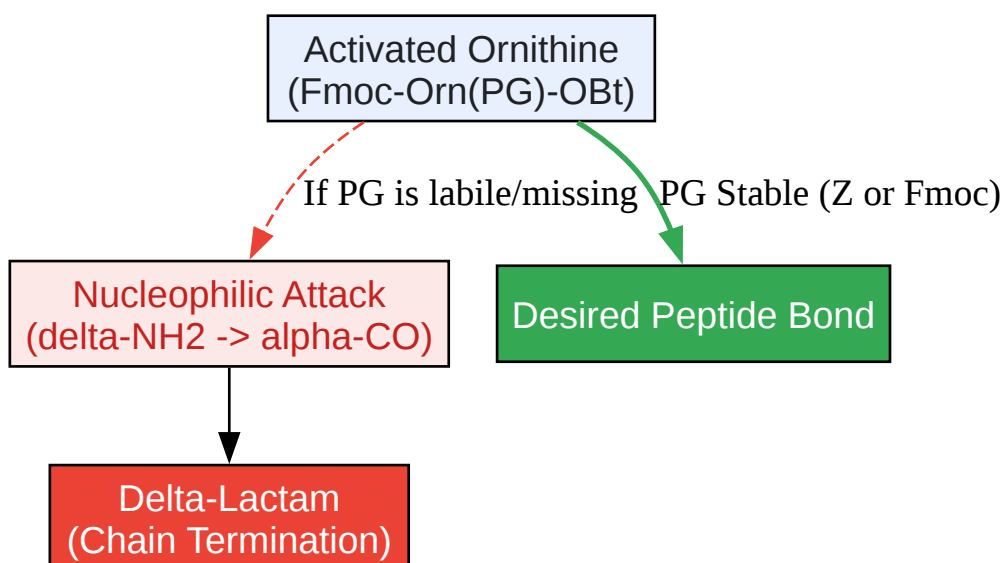 Activated Ornithine
(Fmoc-Orn(PG)-OBt)
If PG is labile/missing
PG Stable (Z or Fmoc)
Nucleophilic Attack
(delta-NH2 -> alpha-CO)
Desired Peptide Bond
Delta-Lactam
(Chain Termination)